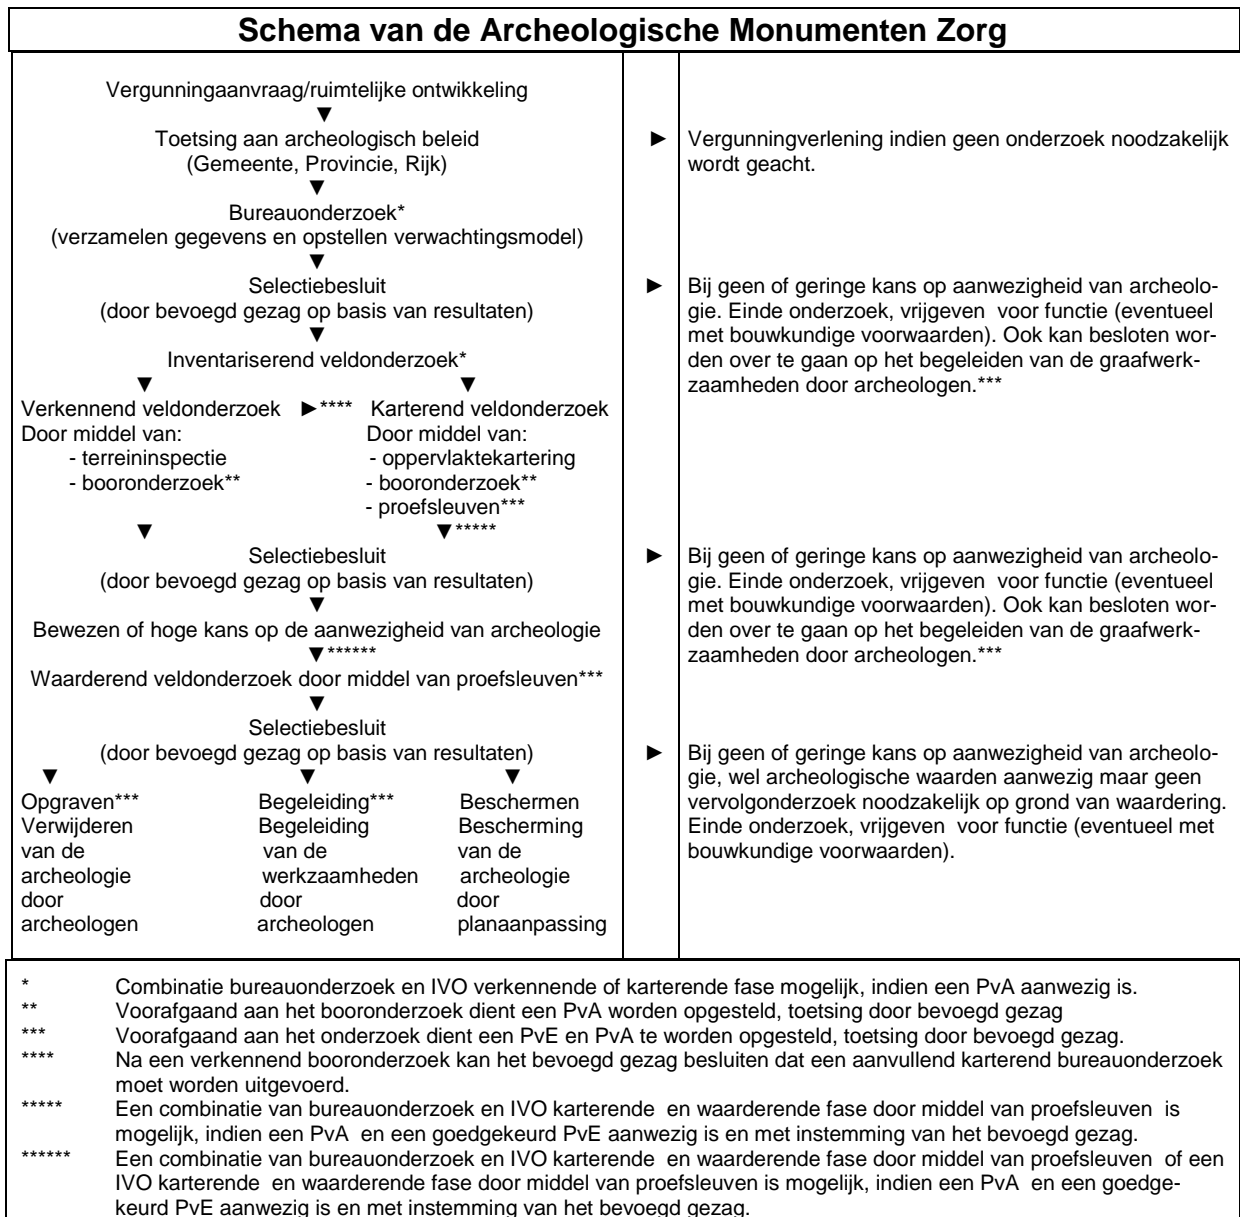 Schema van de Archeologische Monumenten Zorg
Vergunningaanvraag/ruimtelijke ontwikkeling
▼
Toetsing aan archeologisch beleid
(Gemeente, Provincie, Rijk)
► Vergunningverlening indien geen onderzoek noodzakelijk
wordt geacht.
▼
Bureauonderzoek*
(verzamelen gegevens en opstellen verwachtingsmodel)
▼
Selectiebesluit
(door bevoegd gezag op basis van resultaten)
► Bij geen of geringe kans op aanwezigheid van archeolo-
gie. Einde onderzoek, vrijgeven voor functie (eventueel
met bouwkundige voorwaarden). Ook kan besloten wor-
den over te gaan op het begeleiden van de graafwerk-
zaamheden door archeologen.***
▼
Inventariserend veldonderzoek*
▼ ▼
Verkennend veldonderzoek ►**** Karterend veldonderzoek
Door middel van: Door middel van:
- terreininspectie - oppervlaktekartering
- booronderzoek** - booronderzoek**
- proefsleuven***
▼ ▼*****
Selectiebesluit
(door bevoegd gezag op basis van resultaten)
► Bij geen of geringe kans op aanwezigheid van archeolo-
gie. Einde onderzoek, vrijgeven voor functie (eventueel
met bouwkundige voorwaarden). Ook kan besloten wor-
den over te gaan op het begeleiden van de graafwerk-
zaamheden door archeologen.***
▼
Bewezen of hoge kans op de aanwezigheid van archeologie
▼******
Waarderend veldonderzoek door middel van proefsleuven***
▼
Selectiebesluit
(door bevoegd gezag op basis van resultaten)
► Bij geen of geringe kans op aanwezigheid van archeolo-
gie, wel archeologische waarden aanwezig maar geen
vervolgonderzoek noodzakelijk op grond van waardering.
Einde onderzoek, vrijgeven voor functie (eventueel met
bouwkundige voorwaarden).
▼ ▼ ▼
Opgraven*** Begeleiding*** Beschermen
Verwijderen Begeleiding Bescherming
van de van de van de
archeologie werkzaamheden archeologie
door door door
archeologen archeologen planaanpassing
* Combinatie bureauonderzoek en IVO verkennende of karterende fase mogelijk, indien een PvA aanwezig is.
** Voorafgaand aan het booronderzoek dient een PvA worden opgesteld, toetsing door bevoegd gezag
*** Voorafgaand aan het onderzoek dient een PvE en PvA te worden opgesteld, toetsing door bevoegd gezag.
**** Na een verkennend booronderzoek kan het bevoegd gezag besluiten dat een aanvullend karterend bureauonderzoek
moet worden uitgevoerd.
***** Een combinatie van bureauonderzoek en IVO karterende en waarderende fase door middel van proefsleuven is
mogelijk, indien een PvA en een goedgekeurd PvE aanwezig is en met instemming van het bevoegd gezag.
****** Een combinatie van bureauonderzoek en IVO karterende en waarderende fase door middel van proefsleuven of een
IVO karterende en waarderende fase door middel van proefsleuven is mogelijk, indien een PvA en een goedge-
keurd PvE aanwezig is en met instemming van het bevoegd gezag.